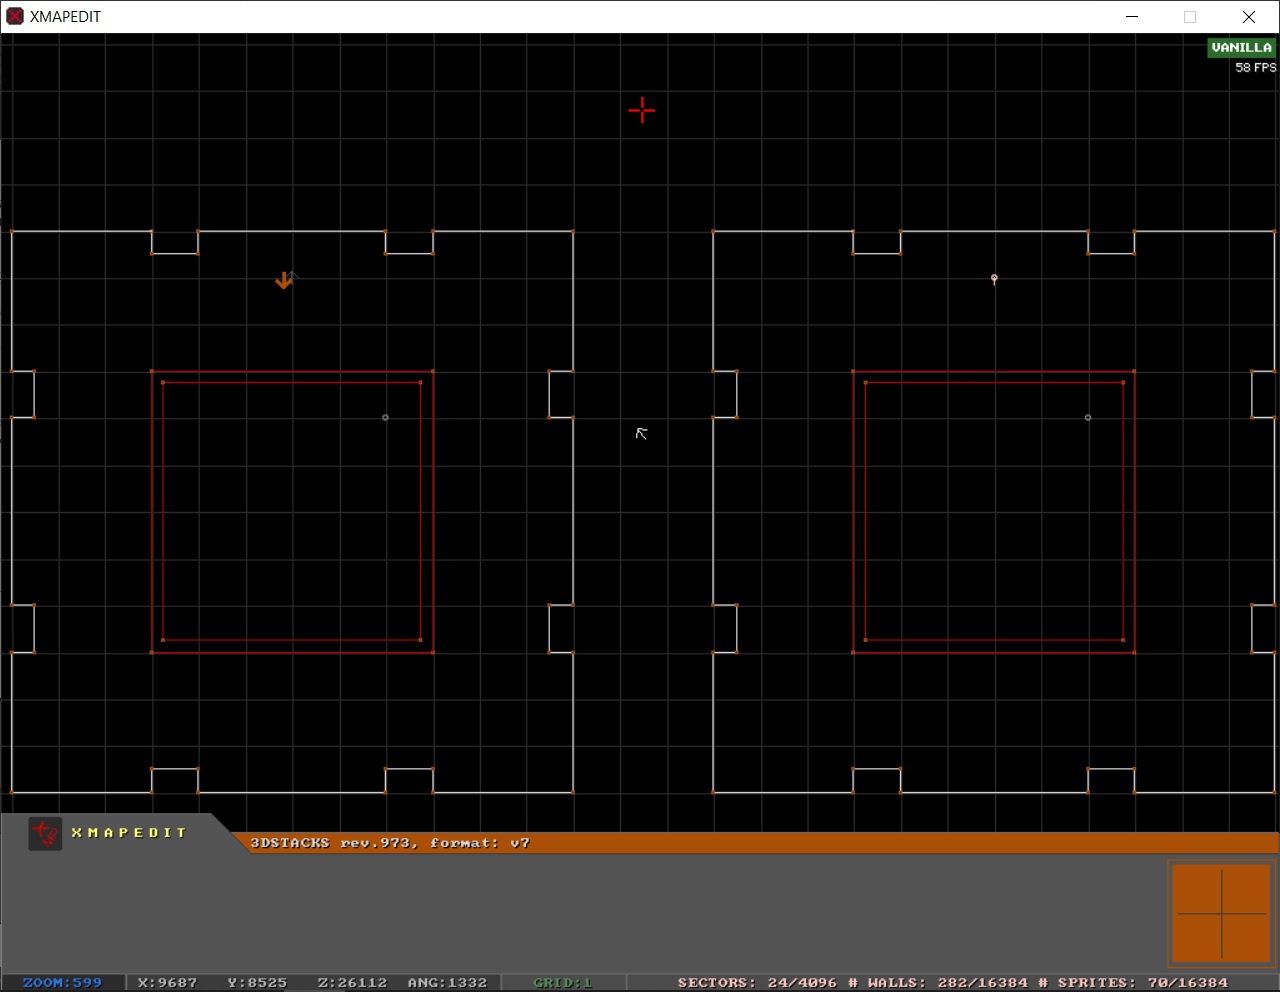 XMAPEDIT
VANILLA
58 FPS
XMAPEDIT
3DSTACKS rev.973, format: v7
ZOOM:599 X:9687 Y:8525 Z:26112 ANG:1332 GRID:1 SECTORS: 24/4096 # WALLS: 282/16384 # SPRITES: 70/16384